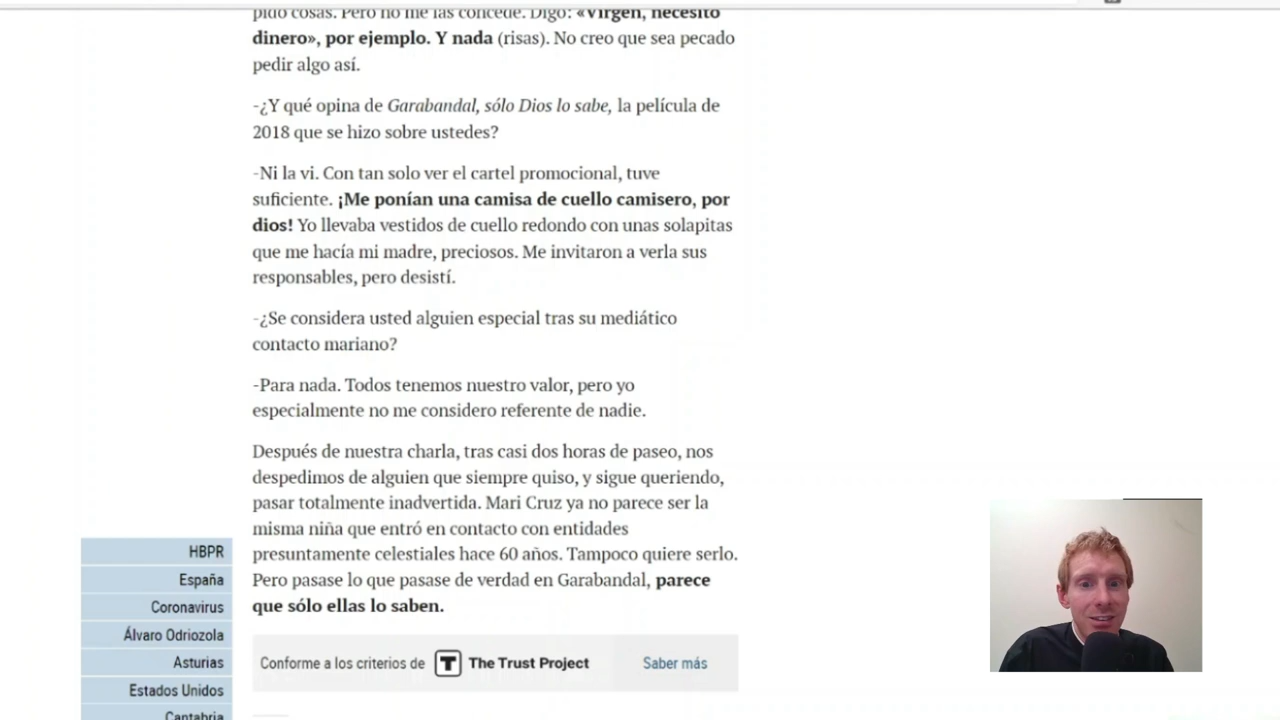 pido cosas. Pero no me las concede. Digo: «Virgen, necesito
dinero», por ejemplo. Y nada (risas). No creo que sea pecado
pedir algo así.
-¿Y qué opina de Garabandal, sólo Dios lo sabe, la película de
2018 que se hizo sobre ustedes?
-Ni la vi. Con tan solo ver el cartel promocional, tuve
suficiente. ¡Me ponían una camisa de cuello camisero, por
dios! Yo llevaba vestidos de cuello redondo con unas solapitas
que me hacía mi madre, preciosos. Me invitaron a verla sus
responsables, pero desistí.
-¿Se considera usted alguien especial tras su mediático
contacto mariano?
-Para nada. Todos tenemos nuestro valor, pero yo
especialmente no me considero referente de nadie.
Después de nuestra charla, tras casi dos horas de paseo, nos
despedimos de alguien que siempre quiso, y sigue queriendo,
pasar totalmente inadvertida. Mari Cruz ya no parece ser la
misma niña que entró en contacto con entidades
presuntamente celestiales hace 60 años. Tampoco quiere serlo.
Pero pasase lo que pasase de verdad en Garabandal, parece
que sólo ellas lo saben.
Conforme a los criterios de T The Trust Project Saber más
HBPR
España
Coronavirus
Álvaro Odriozola
Asturias
Estados Unidos
Cantabria